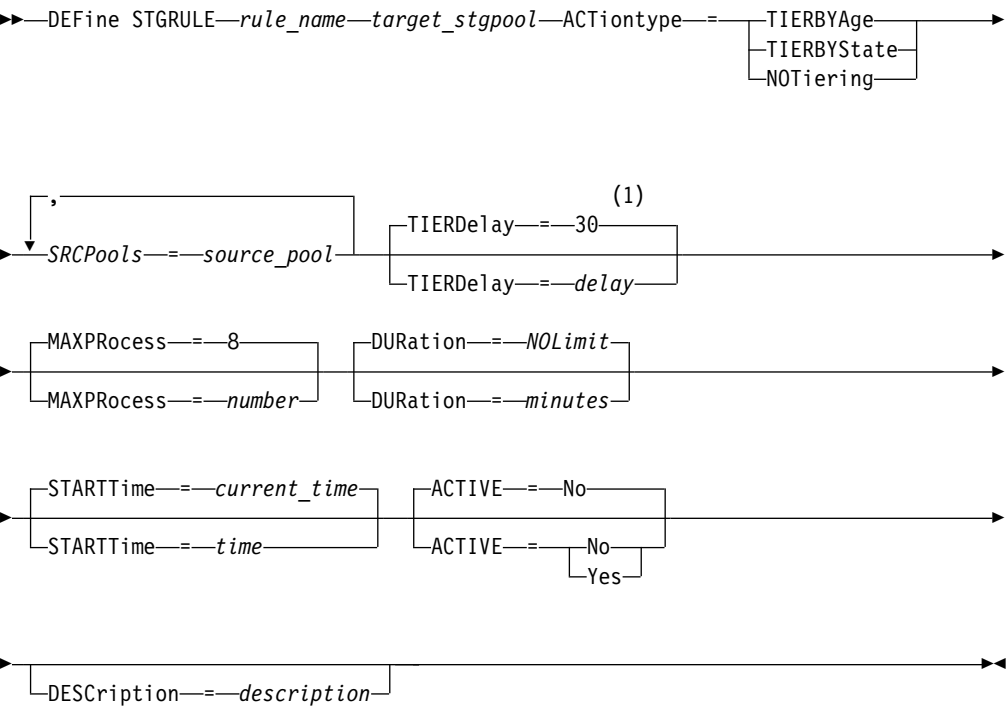 DEFine STGRULE rule_name target_stgpool ACTiontype = TIERBYAge
TIERBYState
NOTiering
,
(1)
TIERDelay = 30
SRCPools = source_pool
TIERDelay = delay
MAXPRocess = 8 DURation = NOLimit
MAXPRocess = number DURation = minutes
STARTTime = current_time ACTIVE = No
STARTTime = time ACTIVE = No
Yes
DESCription = description